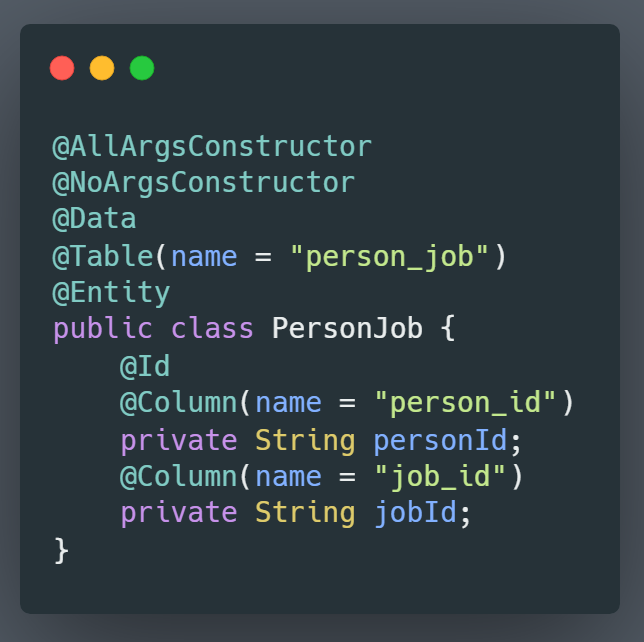 @AllArgsConstructor
@NoArgsConstructor
@Data
@Table(name = "person_job")
@Entity
public class PersonJob {
    @Id
    @Column(name = "person_id")
    private String personId;
    @Column(name = "job_id")
    private String jobId;
}